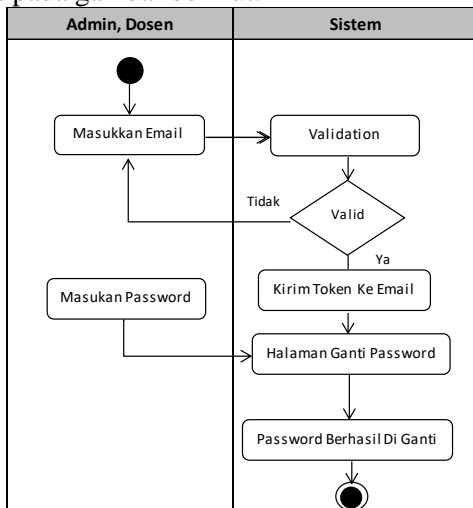 Admin, Dosen
Sistem
Masukkan Email
Validation
Tidak
Valid
Ya
Masukan Password
Kirim Token Ke Email
Halaman Ganti Password
Password Berhasil Di Ganti